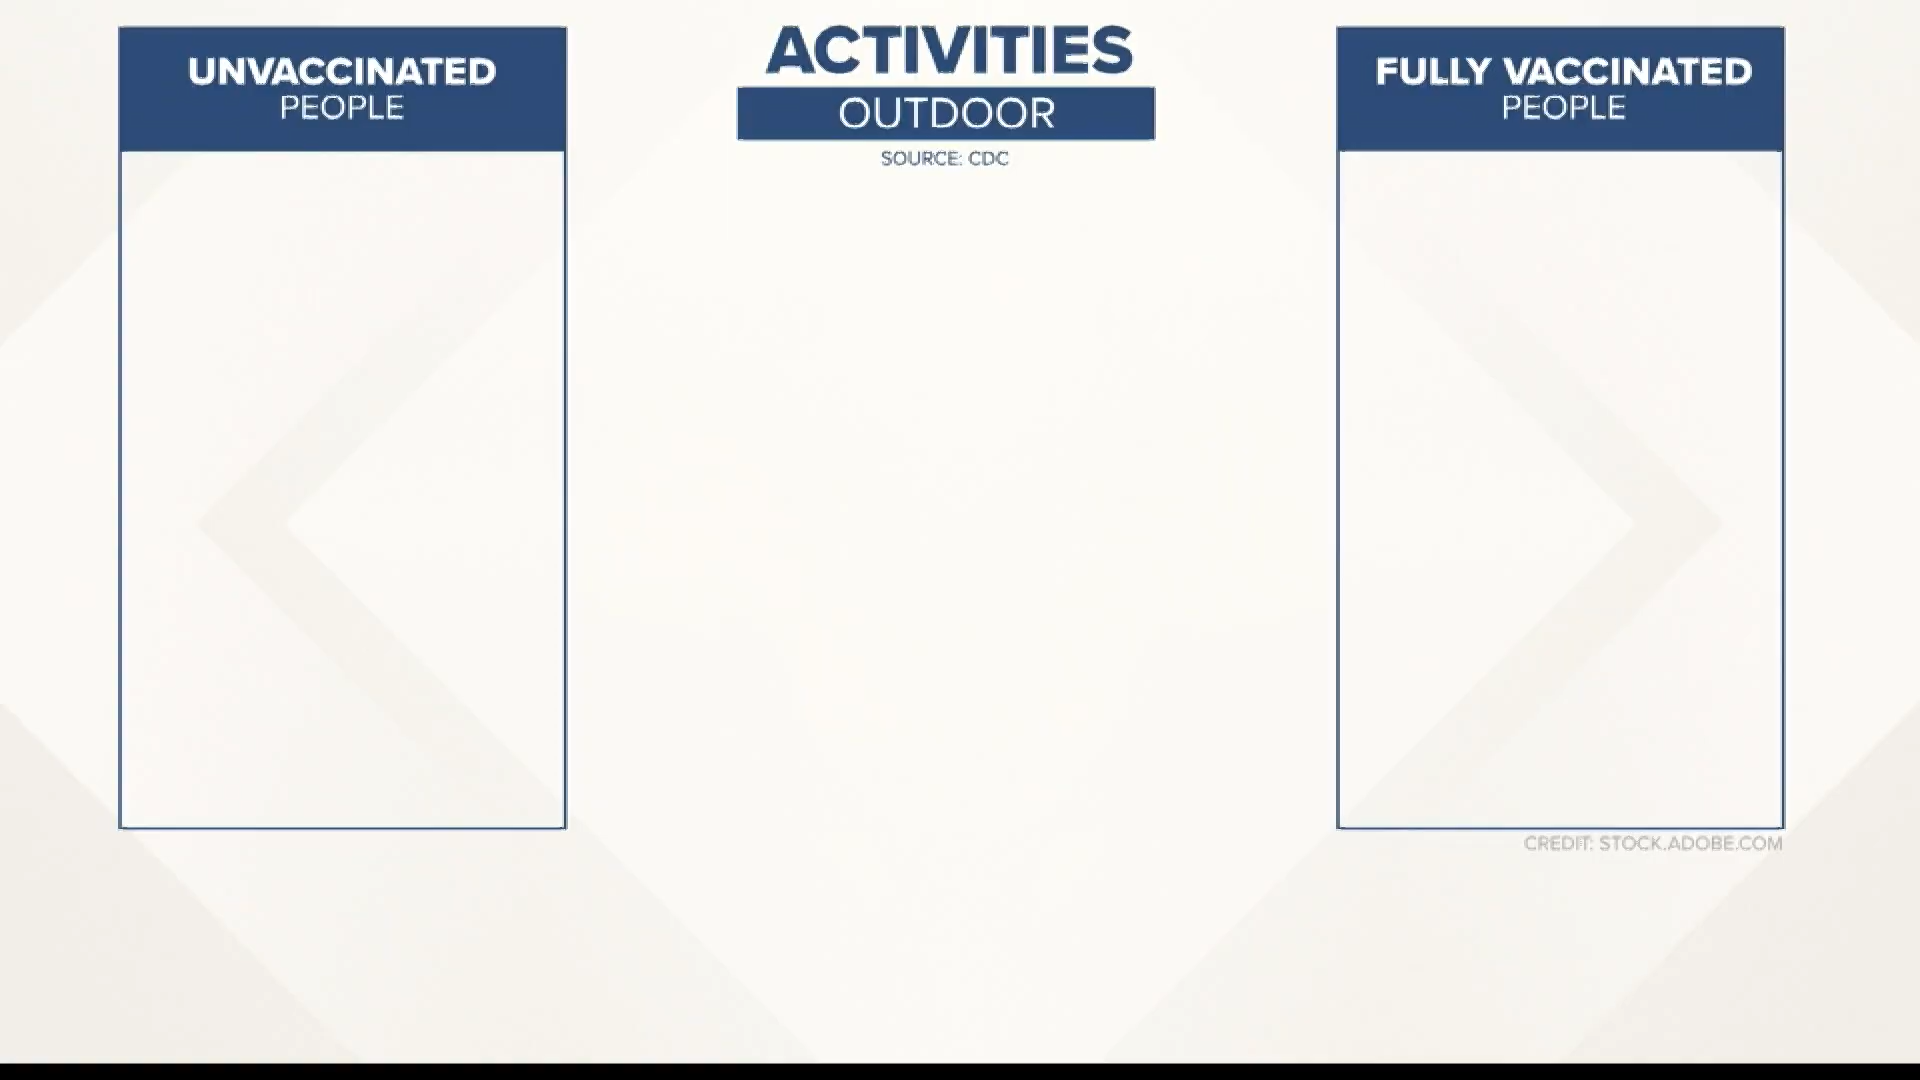 UNVACCINATED
PEOPLE
ACTIVITIES
OUTDOOR
SOURCE: CDC
FULLY VACCINATED
PEOPLE
CREDIT: STOCK.ADOBE.COM